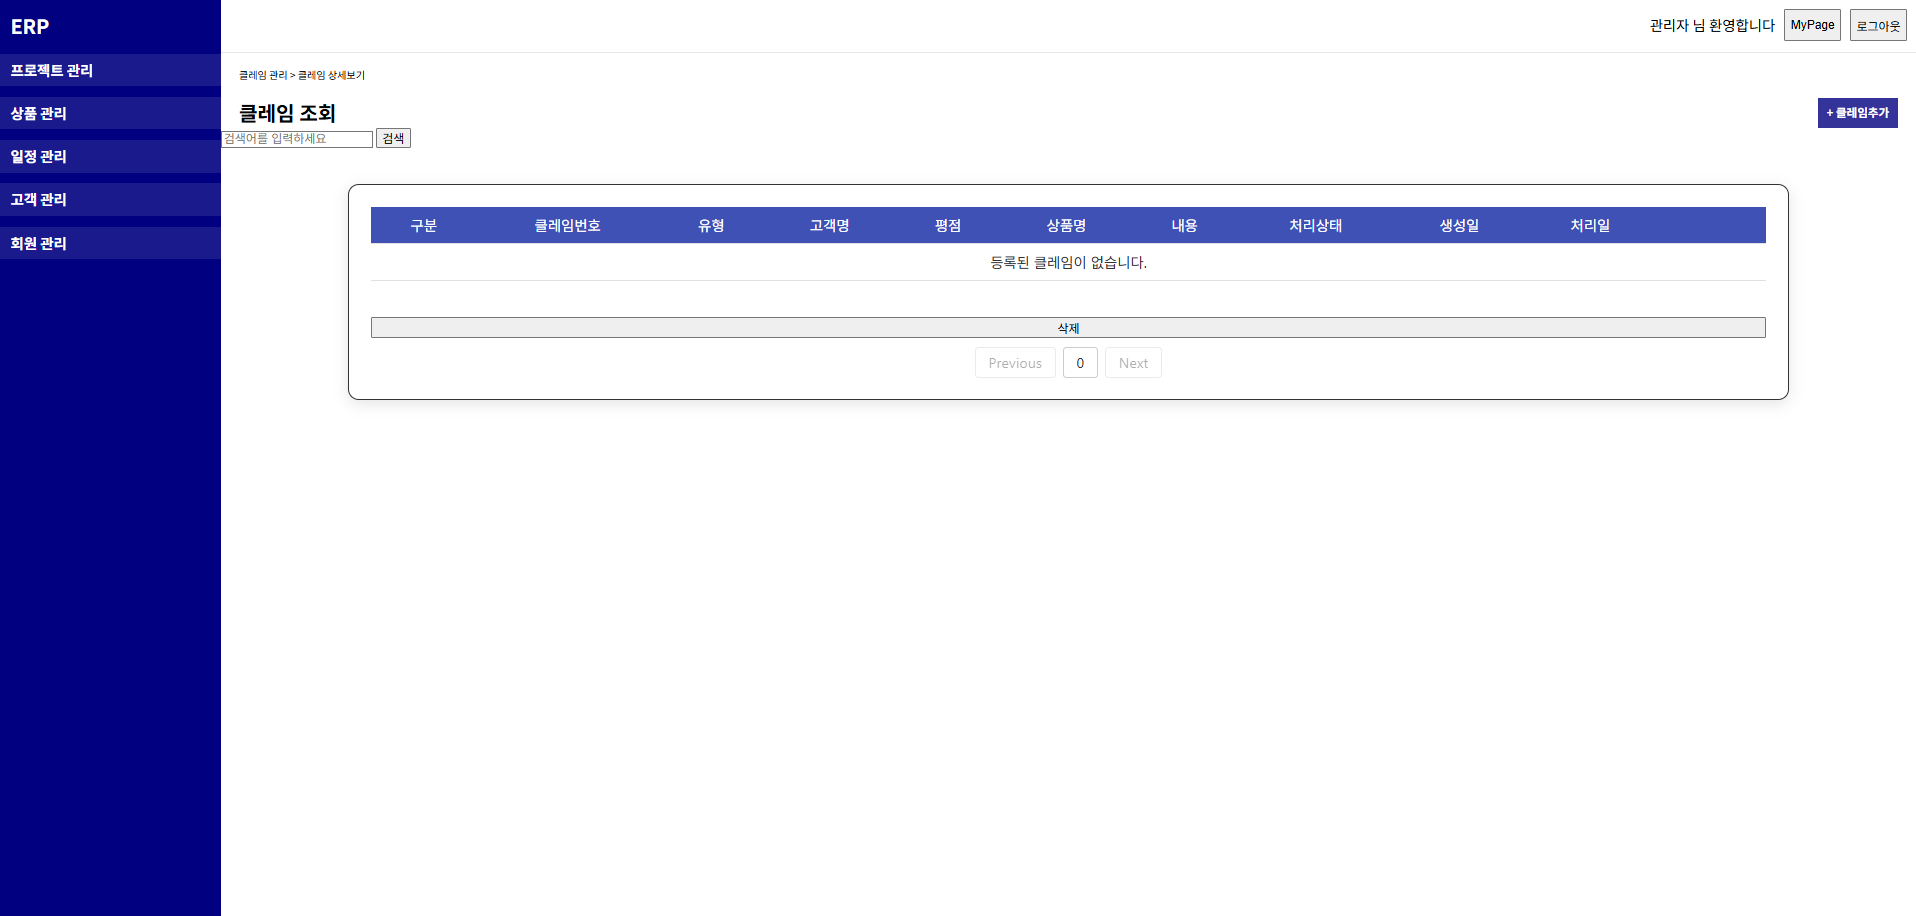 ERP
프로젝트 관리
상품 관리
일정 관리
고객 관리
회원 관리
관리자 님 환영합니다 MyPage 로그아웃
클레임 관리 > 클레임 상세보기
클레임 조회
+ 클레임추가
검색어를 입력하세요 검색
구분 클레임번호 유형 고객명 평점 상품명 내용 처리상태 생성일 처리일
등록된 클레임이 없습니다.
삭제
Previous 0 Next